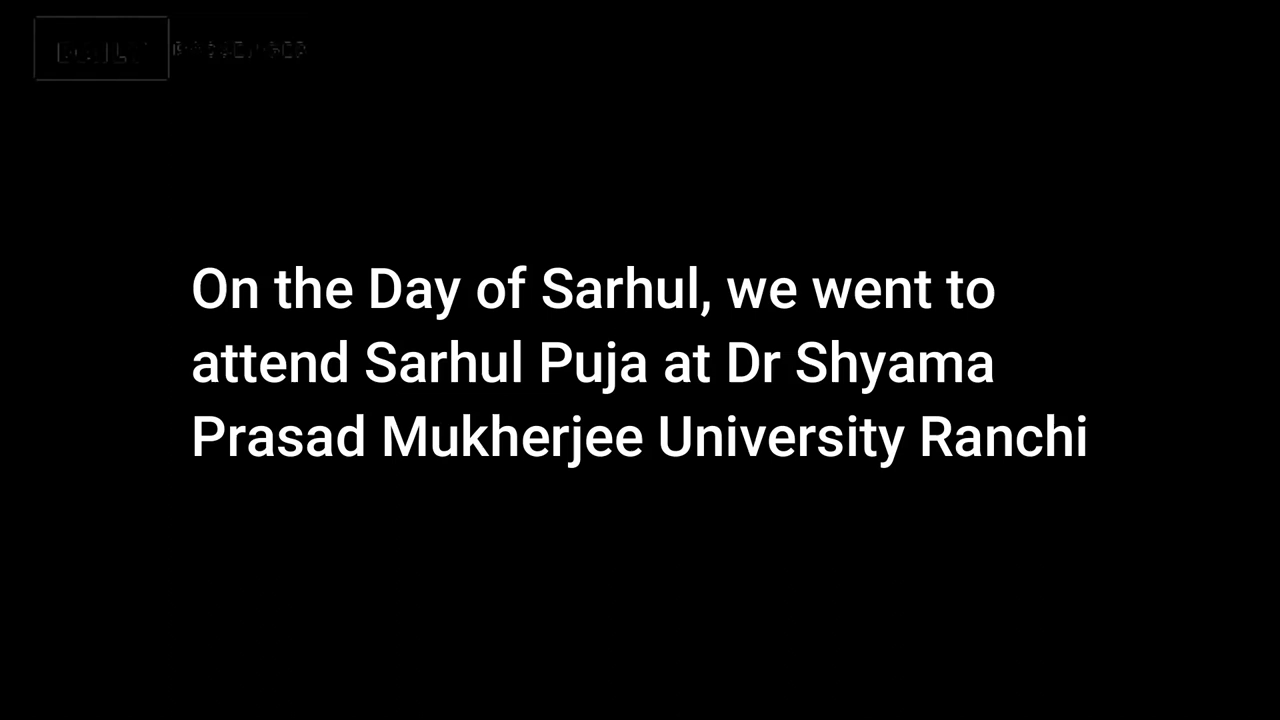 On the Day of Sarhul, we went to
attend Sarhul Puja at Dr Shyama
Prasad Mukherjee University Ranchi